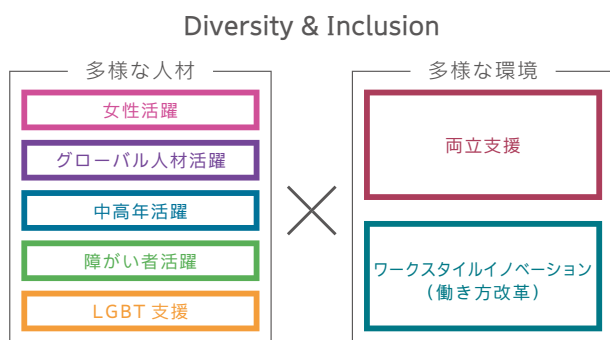 Diversity & Inclusion
多様な人材
女性活躍
グローバル人材活躍
中高年活躍
障がい者活躍
LGBT 支援
多様な環境
両立支援
ワークスタイルイノベーション
（働き方改革）